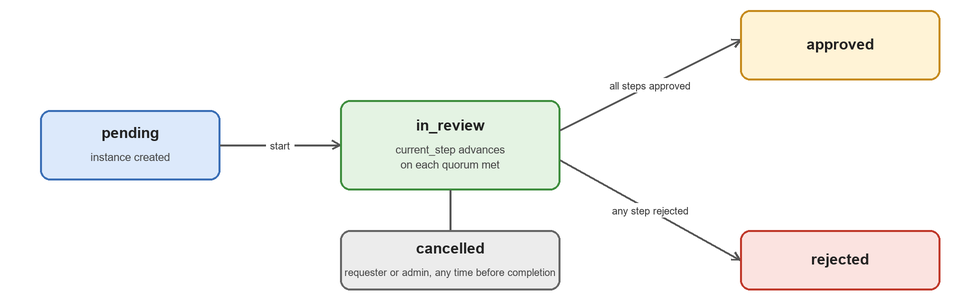 pending
instance created
start
in_review
current_step advances
on each quorum met
cancelled
requester or admin, any time before completion
all steps approved
approved
any step rejected
rejected